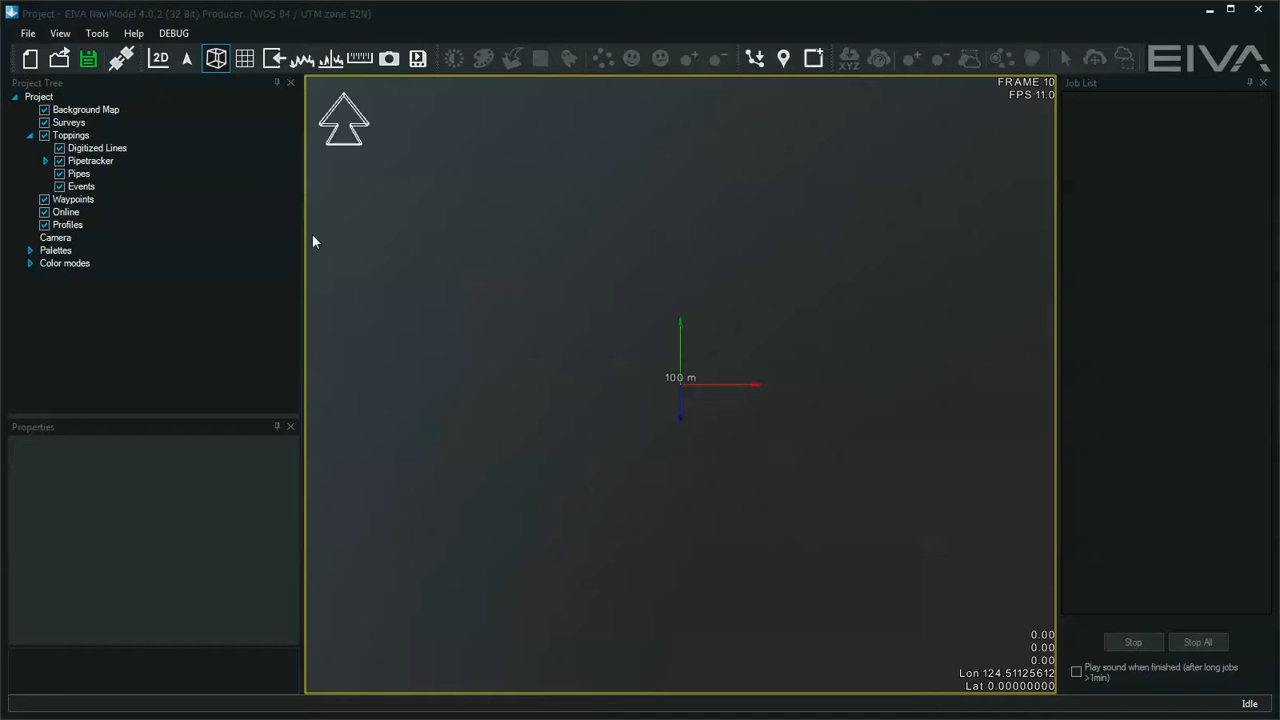 Project - EIVA NaviModel 4.0.2 (32 Bit) Producer. (WGS 84 / UTM zone 52N)
File View Tools Help DEBUG
2D
XYZ
EIVA
Project Tree
Project
Background Map
Surveys
Toppings
Digitized Lines
Pipetracker
Pipes
Events
Waypoints
Online
Profiles
Camera
Palettes
Color modes
Properties
FRAME 10
FPS 11.0
100 m
0.00
0.00
0.00
Lon 124.51125612
Lat 0.00000000
Job List
Stop Stop All
Play sound when finished (after long jobs
>1min)
Idle